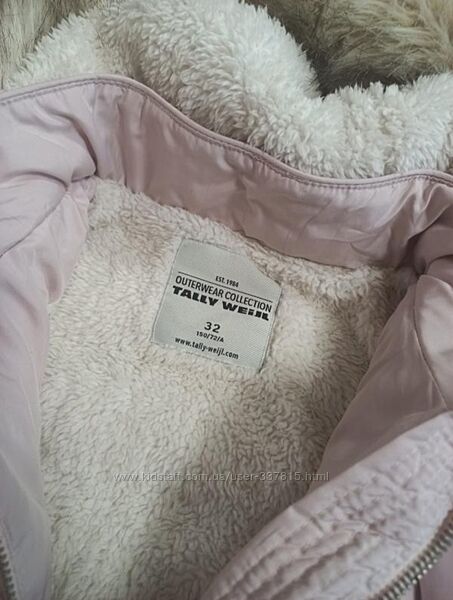 EST. 1984
OUTERWEAR COLLECTION
TALLY WEiJL
32
150/72/A
www.tally-weijl.com
www.kidstaff.com.ua/user-337815.html